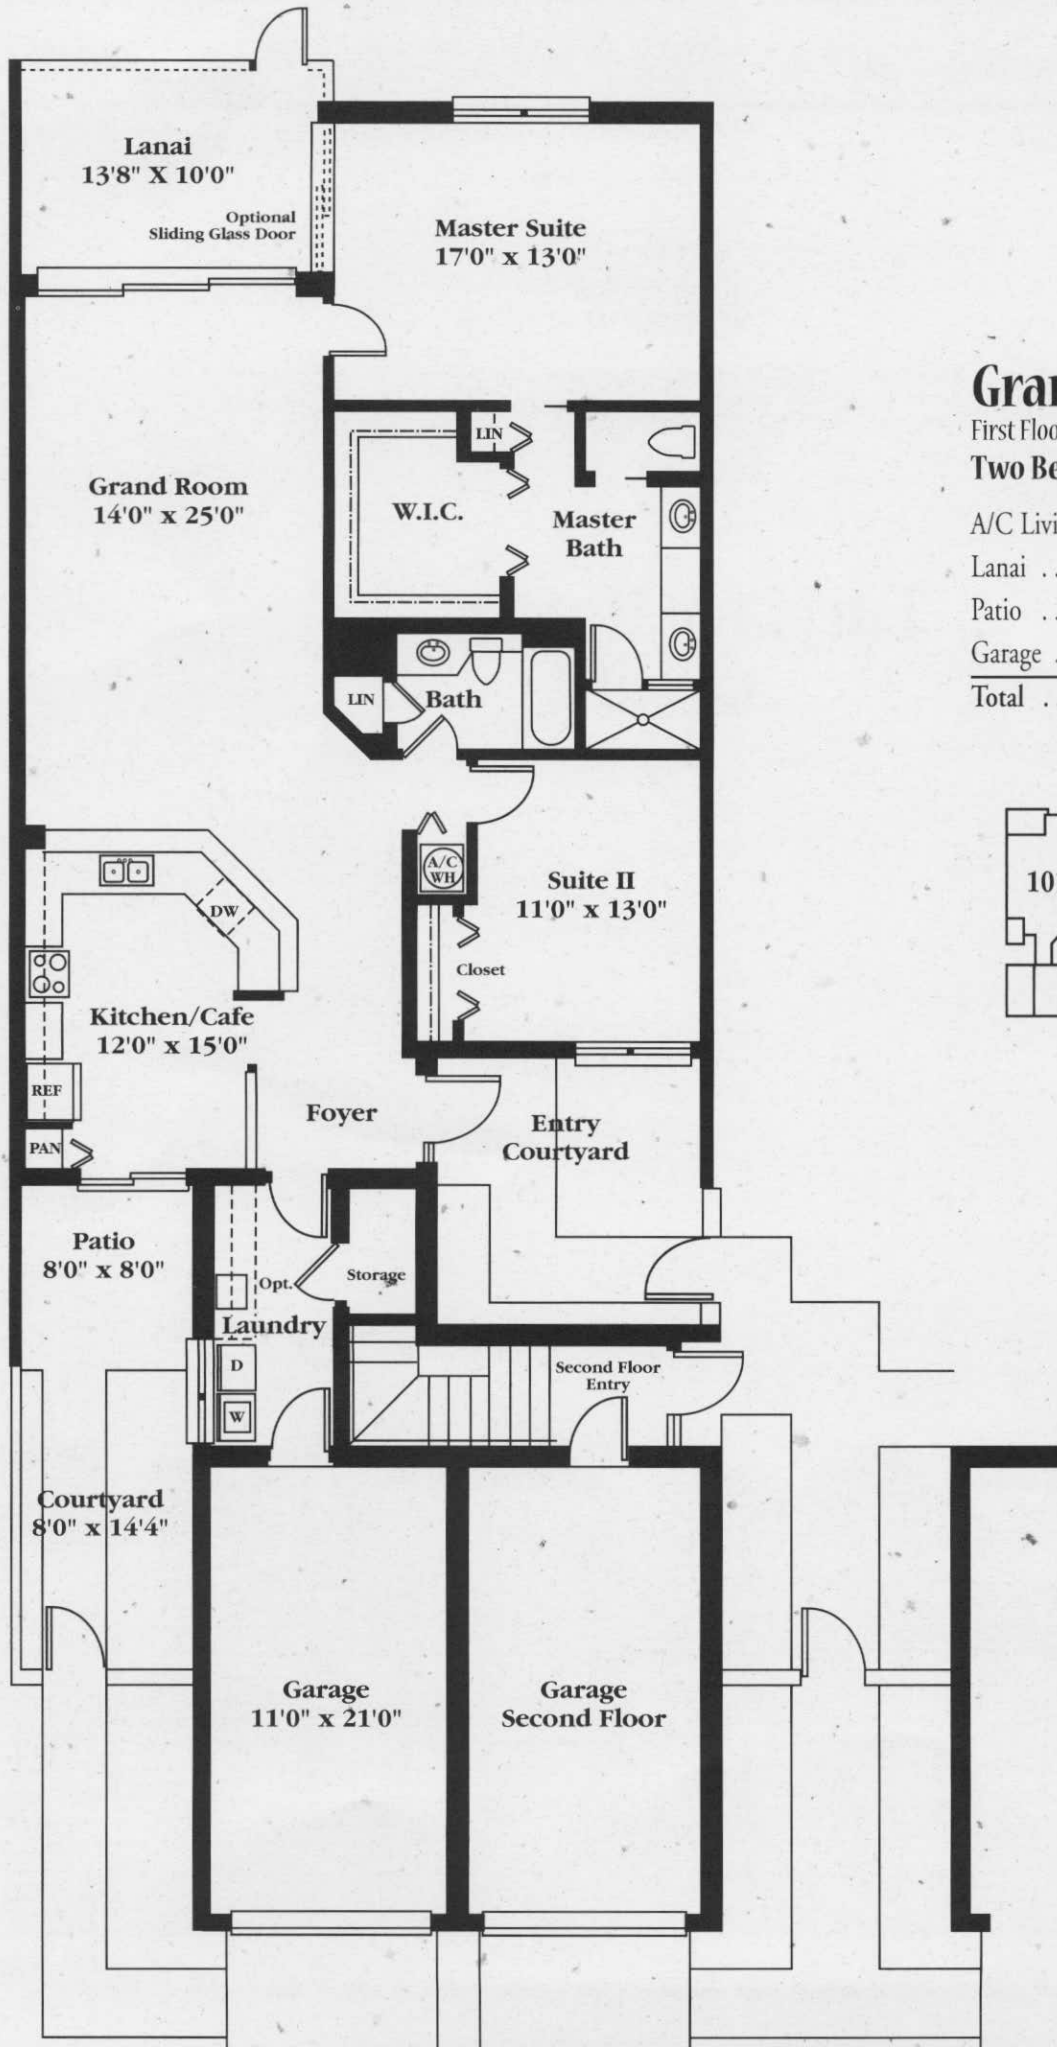 Lanai
13'8" X 10'0"
Optional
Sliding Glass Door
Master Suite
17'0" x 13'0"
Grand Room
14'0" x 25'0"
LIN
W.I.C.
Master
Bath
LIN
Bath
A/C
WH
Suite II
11'0" x 13'0"
Closet
DW
Kitchen/Cafe
12'0" x 15'0"
REF
PAN
Foyer
Entry
Courtyard
Patio
8'0" x 8'0"
Opt.
Storage
Laundry
D
W
Second Floor
Entry
Courtyard
8'0" x 14'4"
Garage
11'0" x 21'0"
Garage
Second Floor
First
Two
A/C
Lanai . .
Patio . .
Garage .
Total .
10